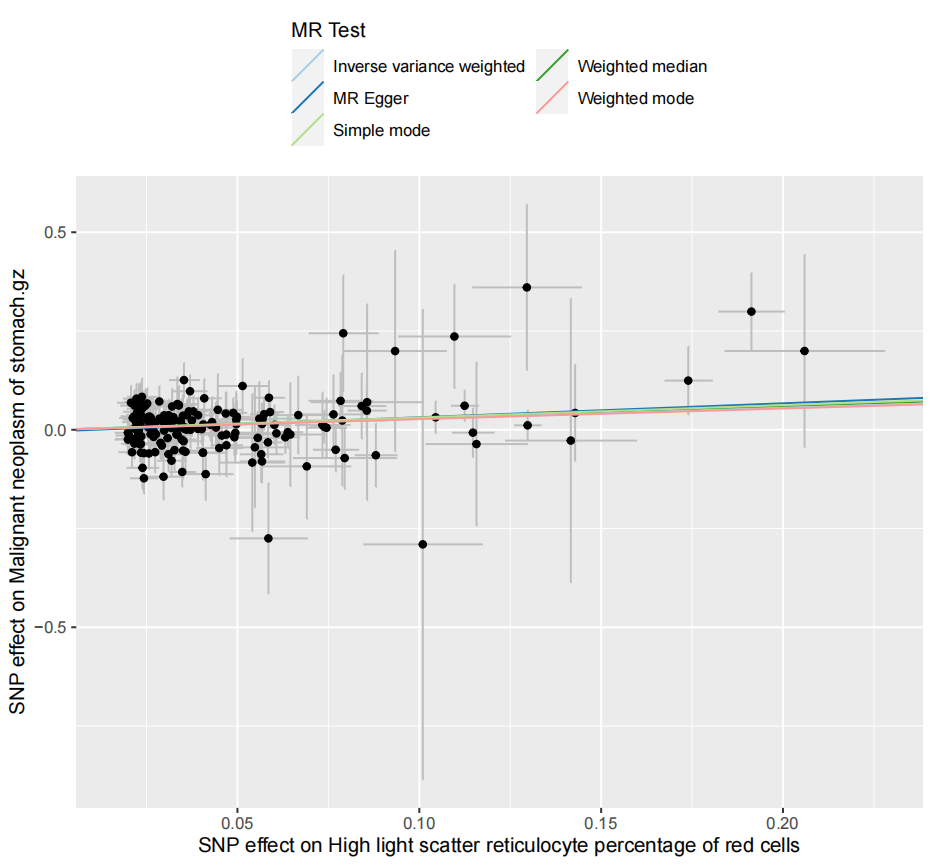 MR Test
Inverse variance weighted
Weighted median
MR Egger
Weighted mode
Simple mode
SNP effect on Malignant neoplasm of stomach.gz
0.5
0.0
−0.5
0.05
0.10
0.15
0.20
SNP effect on High light scatter reticulocyte percentage of red cells